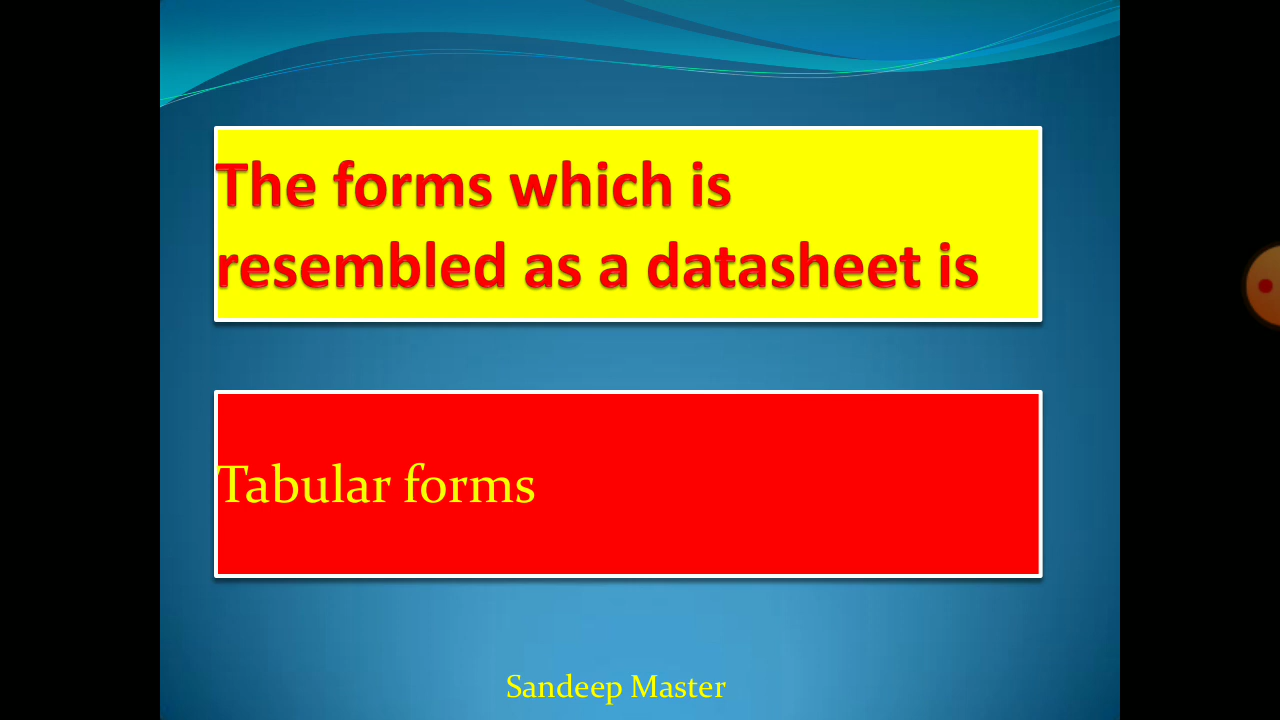 The forms which is
resembled as a datasheet is
Tabular forms
Sandeep Master